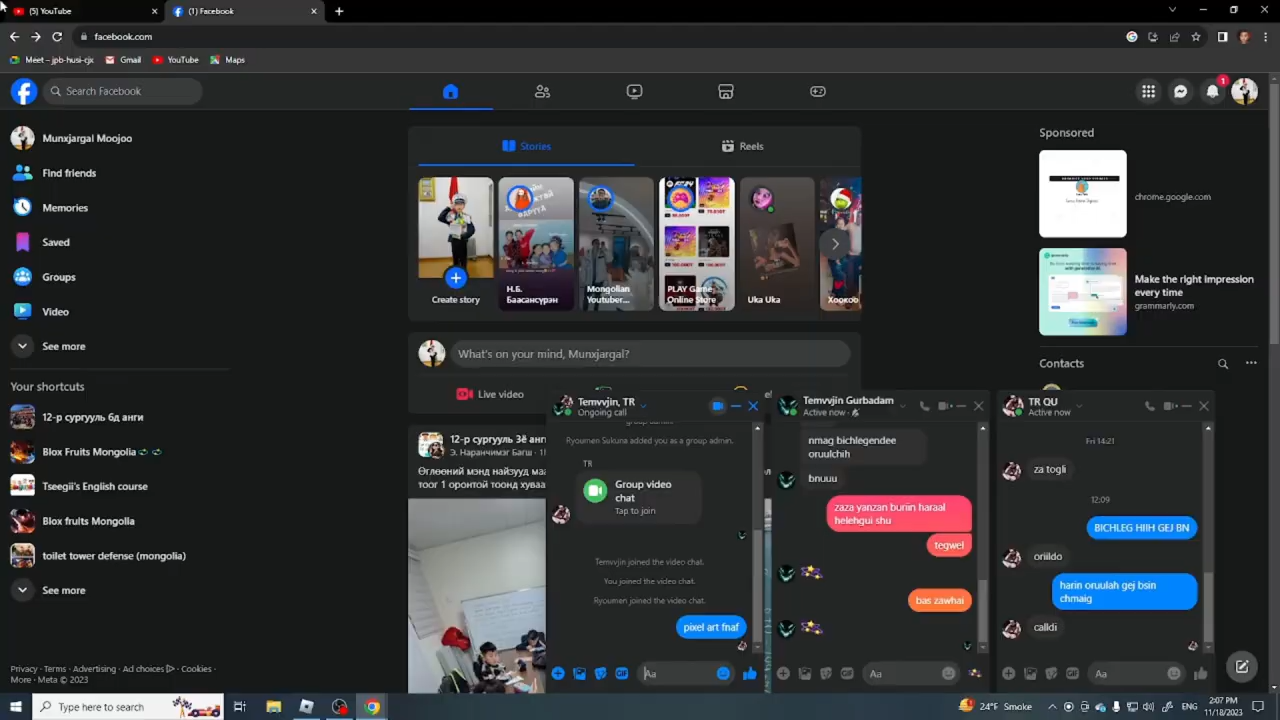 (5) YouTube
(1) Facebook
facebook.com
Meet – jpb-husi-cjx
Gmail
YouTube
Maps
Search Facebook
1
Munxjargal Moojoo
Find friends
Memories
Saved
Groups
Video
See more
Your shortcuts
12-р сургууль 6д анги
Blox Fruits Mongolia
Tseegii's English course
Blox fruits Mongolia
toilet tower defense (mongolia)
See more
Privacy · Terms · Advertising · Ad choices · Cookies ·
More · Meta © 2023
Stories
Reels
Create story
Н.Б.
Баасансүрэн
Mongolian
Youtuber...
PLAY Game
Online Store
Uka Uka
Хоокоо
What's on your mind, Munxjargal?
Live video
12-р сургууль 3ё анги
Э. Наранчимэг Багш
Өглөөний мэнд найзууд
тоог 1 оронтой тоонд
Sponsored
chrome.google.com
Make the right impression
every time
grammarly.com
Contacts
Temvvjin, TR
Ongoing call
Ryoumen Sukuna added you as a group admin.
TR
Group video
chat
Tap to join
Temvvjin joined the video chat.
You joined the video chat.
Ryoumen joined the video chat.
pixel art fnaf
Aa
Temvvjin Gurbadam
Active now
nmag bichlegendee
oruulchih
bnuuu
zaza yanzan buriin haraal
helehgui shu
tegwel
bas zawhai
Aa
TR QU
Active now
Fri 14:21
za togli
12:09
BICHLEG HIIH GEJ BN
oriildo
harin oruulah gej bsin
chmaig
calldi
Aa
Type here to search
24°F Smoke
ENG
2:07 PM
11/18/2023